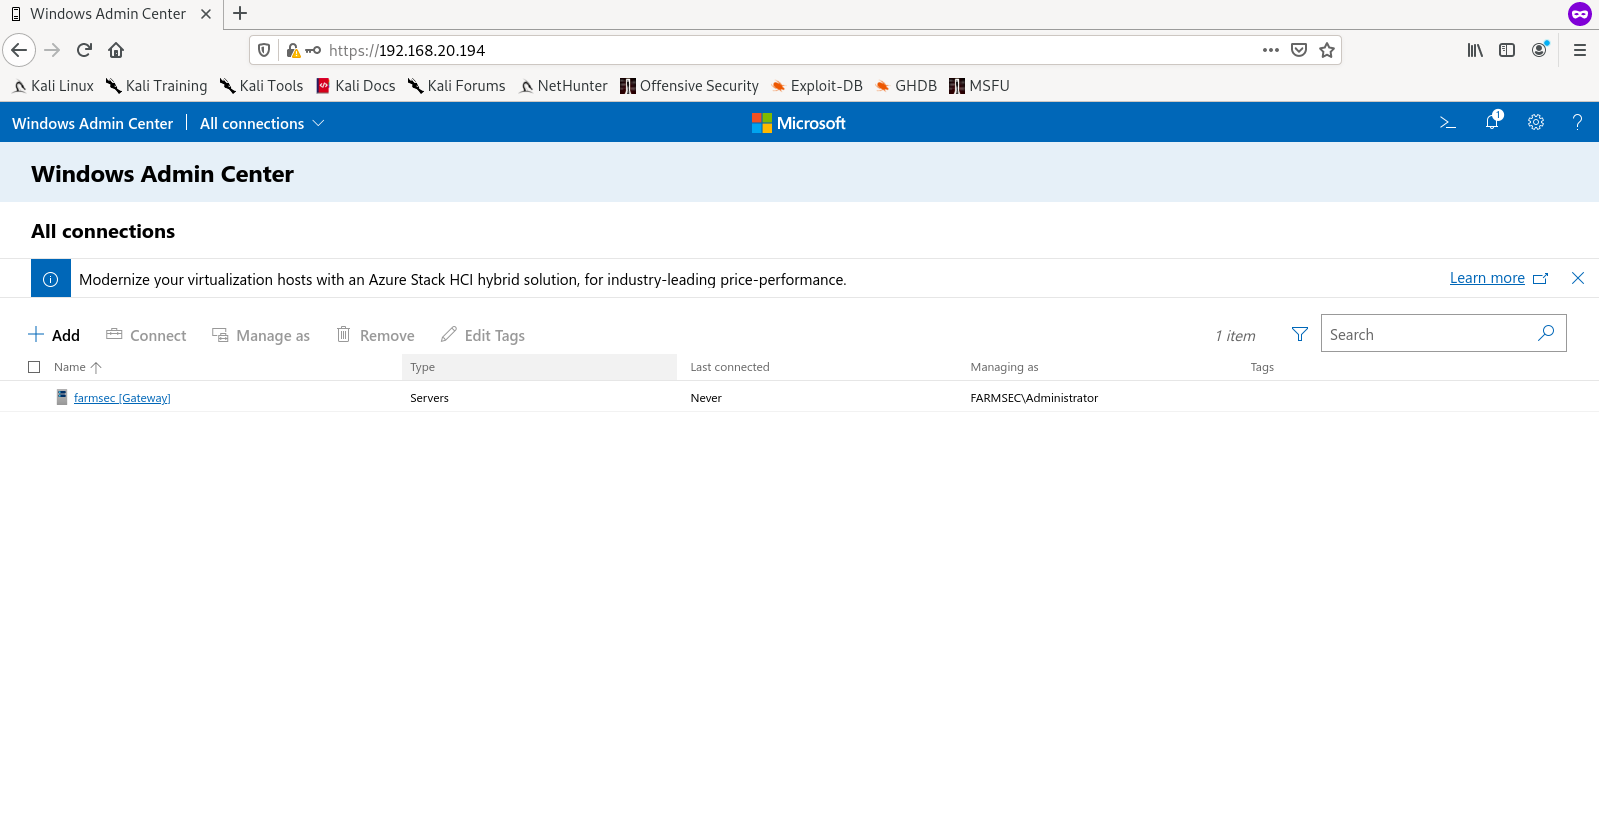 Windows Admin Center
https://192.168.20.194
Kali Linux Kali Training Kali Tools Kali Docs Kali Forums NetHunter Offensive Security Exploit-DB GHDB MSFU
Windows Admin Center All connections Microsoft 1
Windows Admin Center
All connections
Modernize your virtualization hosts with an Azure Stack HCI hybrid solution, for industry-leading price-performance. Learn more
Add Connect Manage as Remove Edit Tags 1 item Search
Name Type Last connected Managing as Tags
farmsec [Gateway] Servers Never FARMSEC\Administrator